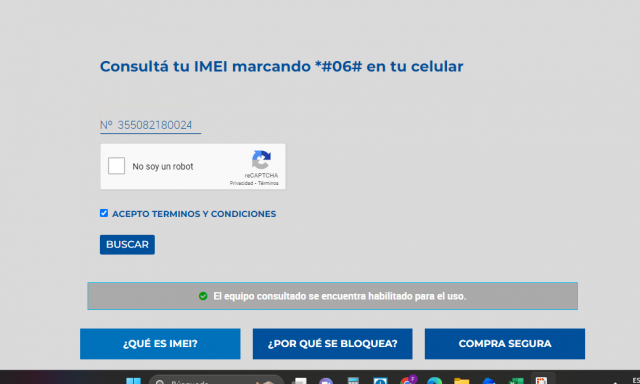 Consultá tu IMEI marcando *#06# en tu celular
Nº 355082180024
No soy un robot
reCAPTCHA
Privacidad - Términos
ACEPTO TERMINOS Y CONDICIONES
BUSCAR
El equipo consultado se encuentra habilitado para el uso.
¿QUÉ ES IMEI?
¿POR QUÉ SE BLOQUEA?
COMPRA SEGURA